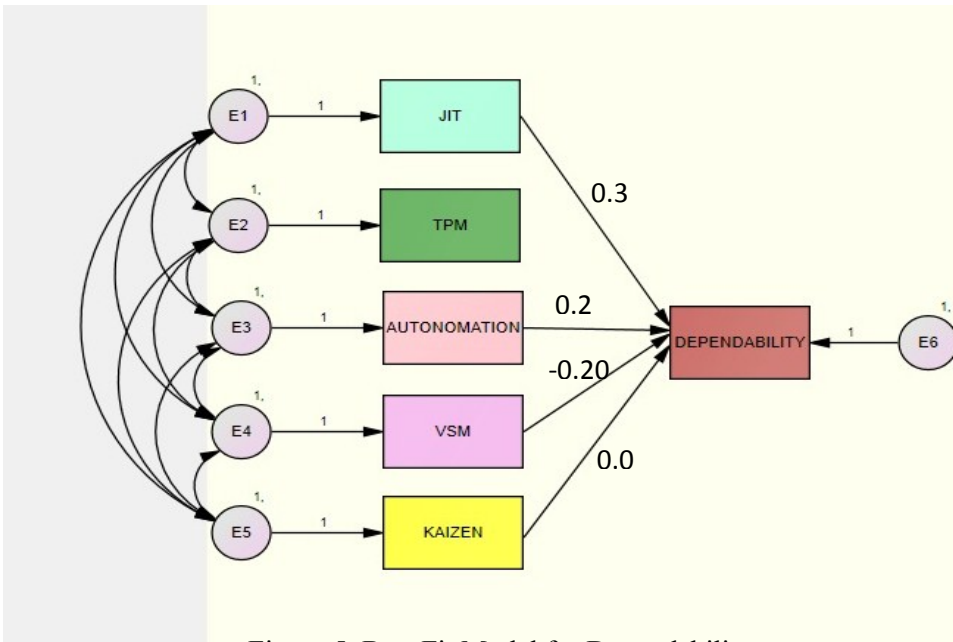 1,
E1
1
JIT
0.3
1,
E2
1
TPM
1,
E3
1
AUTONOMATION
0.2
DEPENDABILITY
1
1,
E6
-0.20
1,
E4
1
VSM
0.0
1,
E5
1
KAIZEN